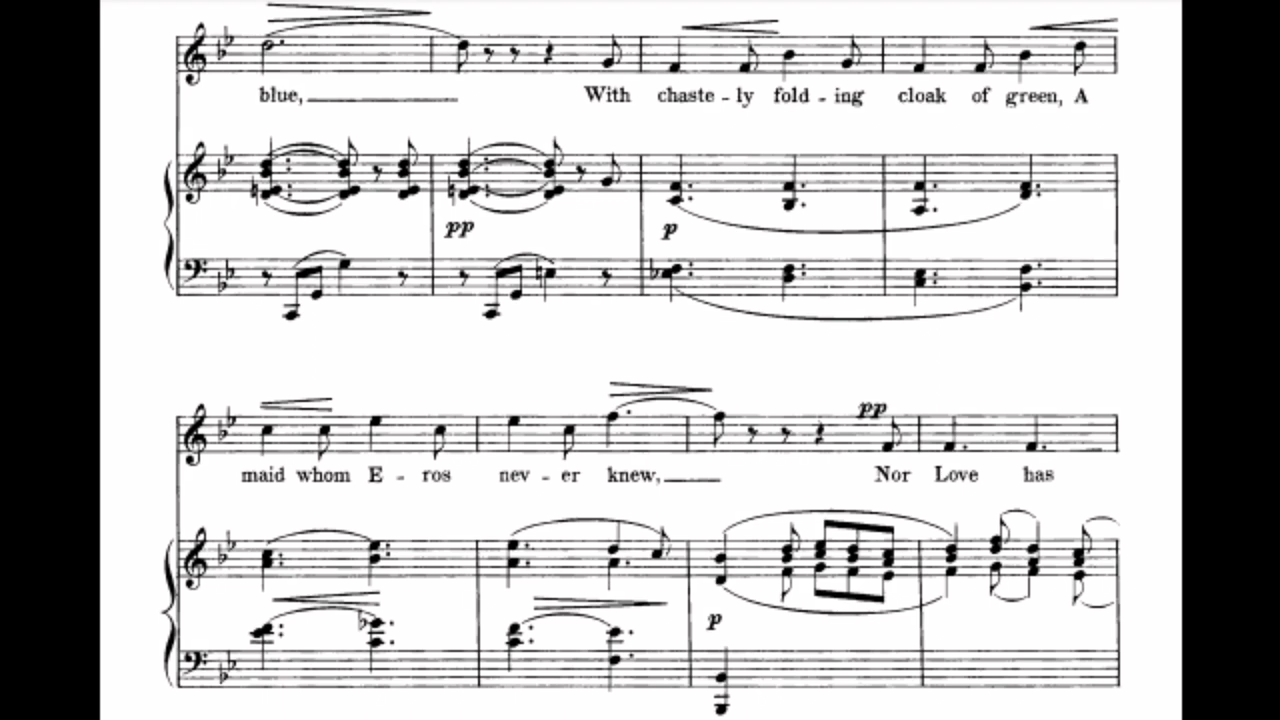 blue, With chaste - ly fold - ing cloak of green, A
pp
p
pp
maid whom E - ros nev - er knew, Nor Love has
p